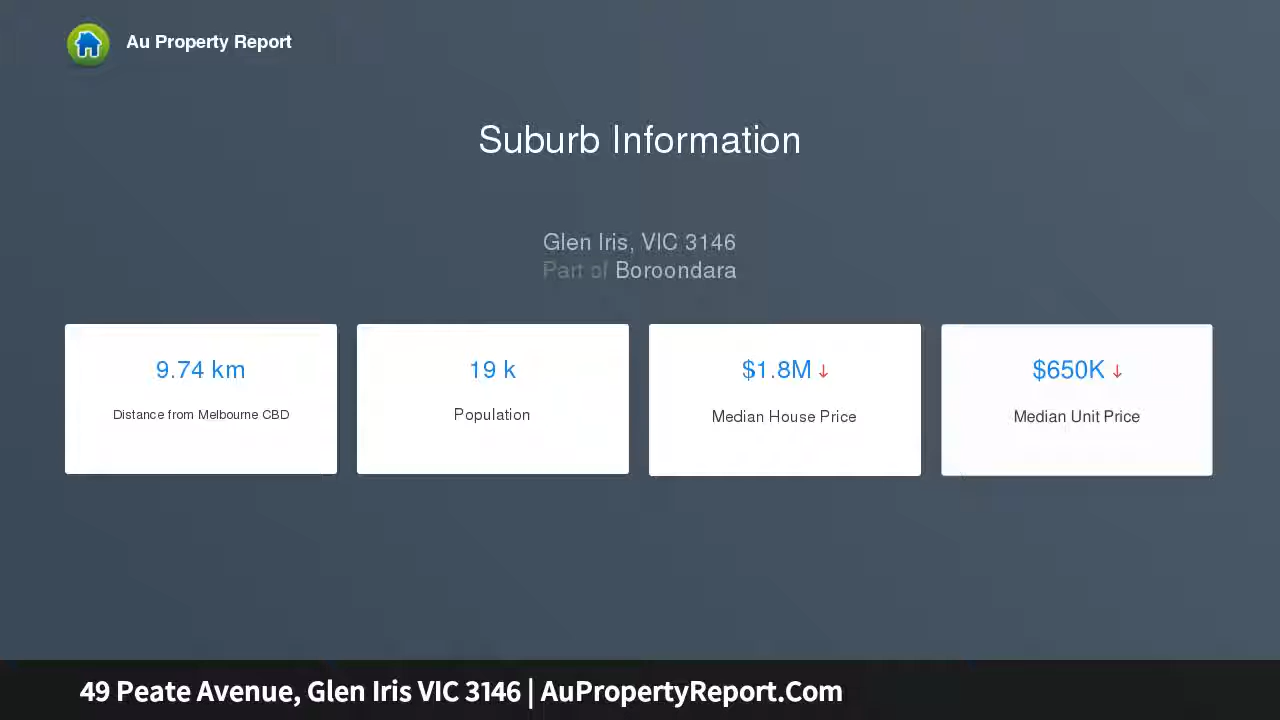 Au Property Report
Suburb Information
Glen Iris, VIC 3146
Part of Boroondara
9.74 km
Distance from Melbourne CBD
19 k
Population
$1.8M ↓
Median House Price
$650K ↓
Median Unit Price
49 Peate Avenue, Glen Iris VIC 3146 | AuPropertyReport.Com